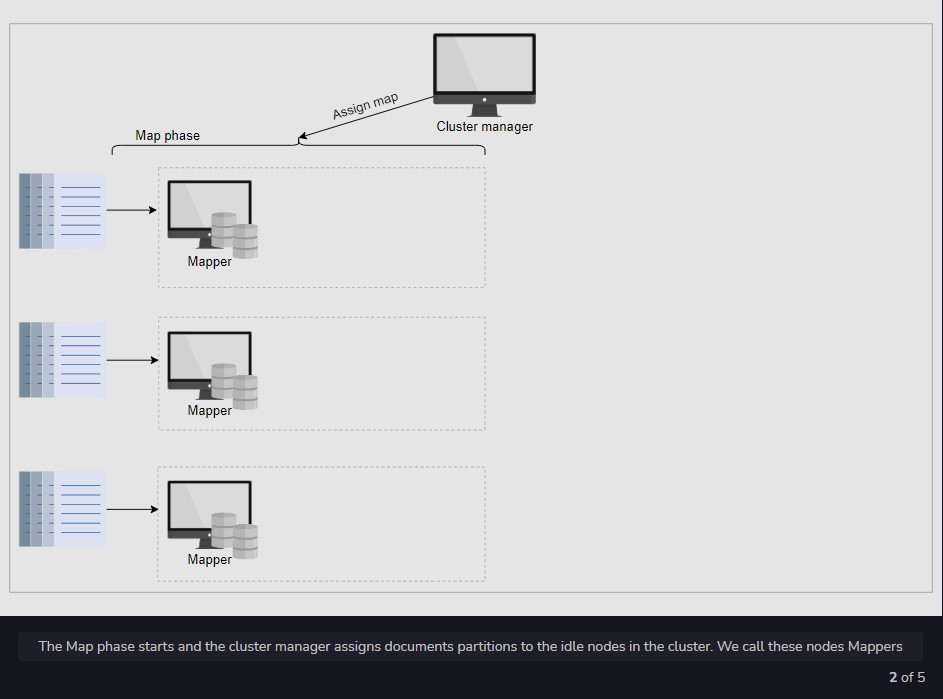 Assign map
Cluster manager
Map phase
Mapper
Mapper
Mapper
The Map phase starts and the cluster manager assigns documents partitions to the idle nodes in the cluster. We call these nodes Mappers
2 of 5